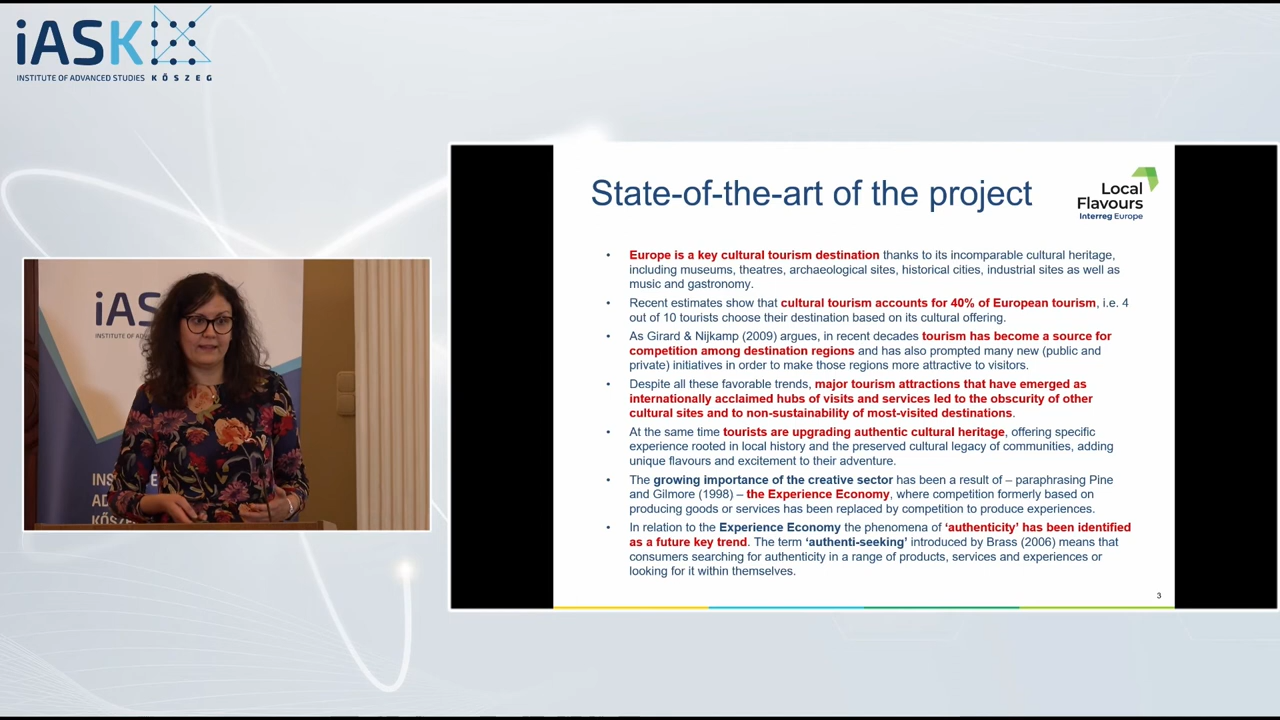 iASK
INSTITUTE OF ADVANCED STUDIES KŐSZEG
State-of-the-art of the project
Local
Flavours
Interreg Europe
• Europe is a key cultural tourism destination thanks to its incomparable cultural heritage,
including museums, theatres, archaeological sites, historical cities, industrial sites as well as
music and gastronomy.
• Recent estimates show that cultural tourism accounts for 40% of European tourism, i.e. 4
out of 10 tourists choose their destination based on its cultural offering.
• As Girard & Nijkamp (2009) argues, in recent decades tourism has become a source for
competition among destination regions and has also prompted many new (public and
private) initiatives in order to make those regions more attractive to visitors.
• Despite all these favorable trends, major tourism attractions that have emerged as
internationally acclaimed hubs of visits and services led to the obscurity of other
cultural sites and to non-sustainability of most-visited destinations.
• At the same time tourists are upgrading authentic cultural heritage, offering specific
experience rooted in local history and the preserved cultural legacy of communities, adding
unique flavours and excitement to their adventure.
• The growing importance of the creative sector has been a result of – paraphrasing Pine
and Gilmore (1998) – the Experience Economy, where competition formerly based on
producing goods or services has been replaced by competition to produce experiences.
• In relation to the Experience Economy the phenomena of ‘authenticity’ has been identified
as a future key trend. The term ‘authenti-seeking’ introduced by Brass (2006) means that
consumers searching for authenticity in a range of products, services and experiences or
looking for it within themselves.
3
iAS
INSTITUTE OF
KŐSZE